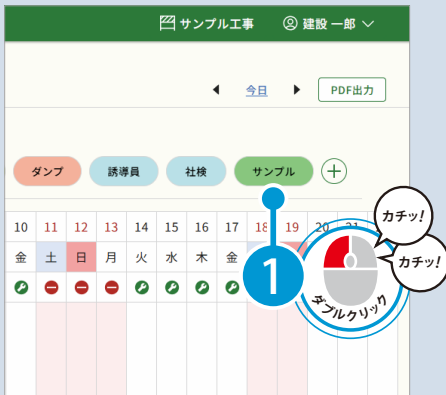 サンプル工事 建設 一郎
今日 PDF出力
ダンプ 誘導員 社検 サンプル
10 11 12 13 14 15 16 17 18 19 20 21
金 土 日 月 火 水 木 金
カチッ!
カチッ!
1
ダブルクリック